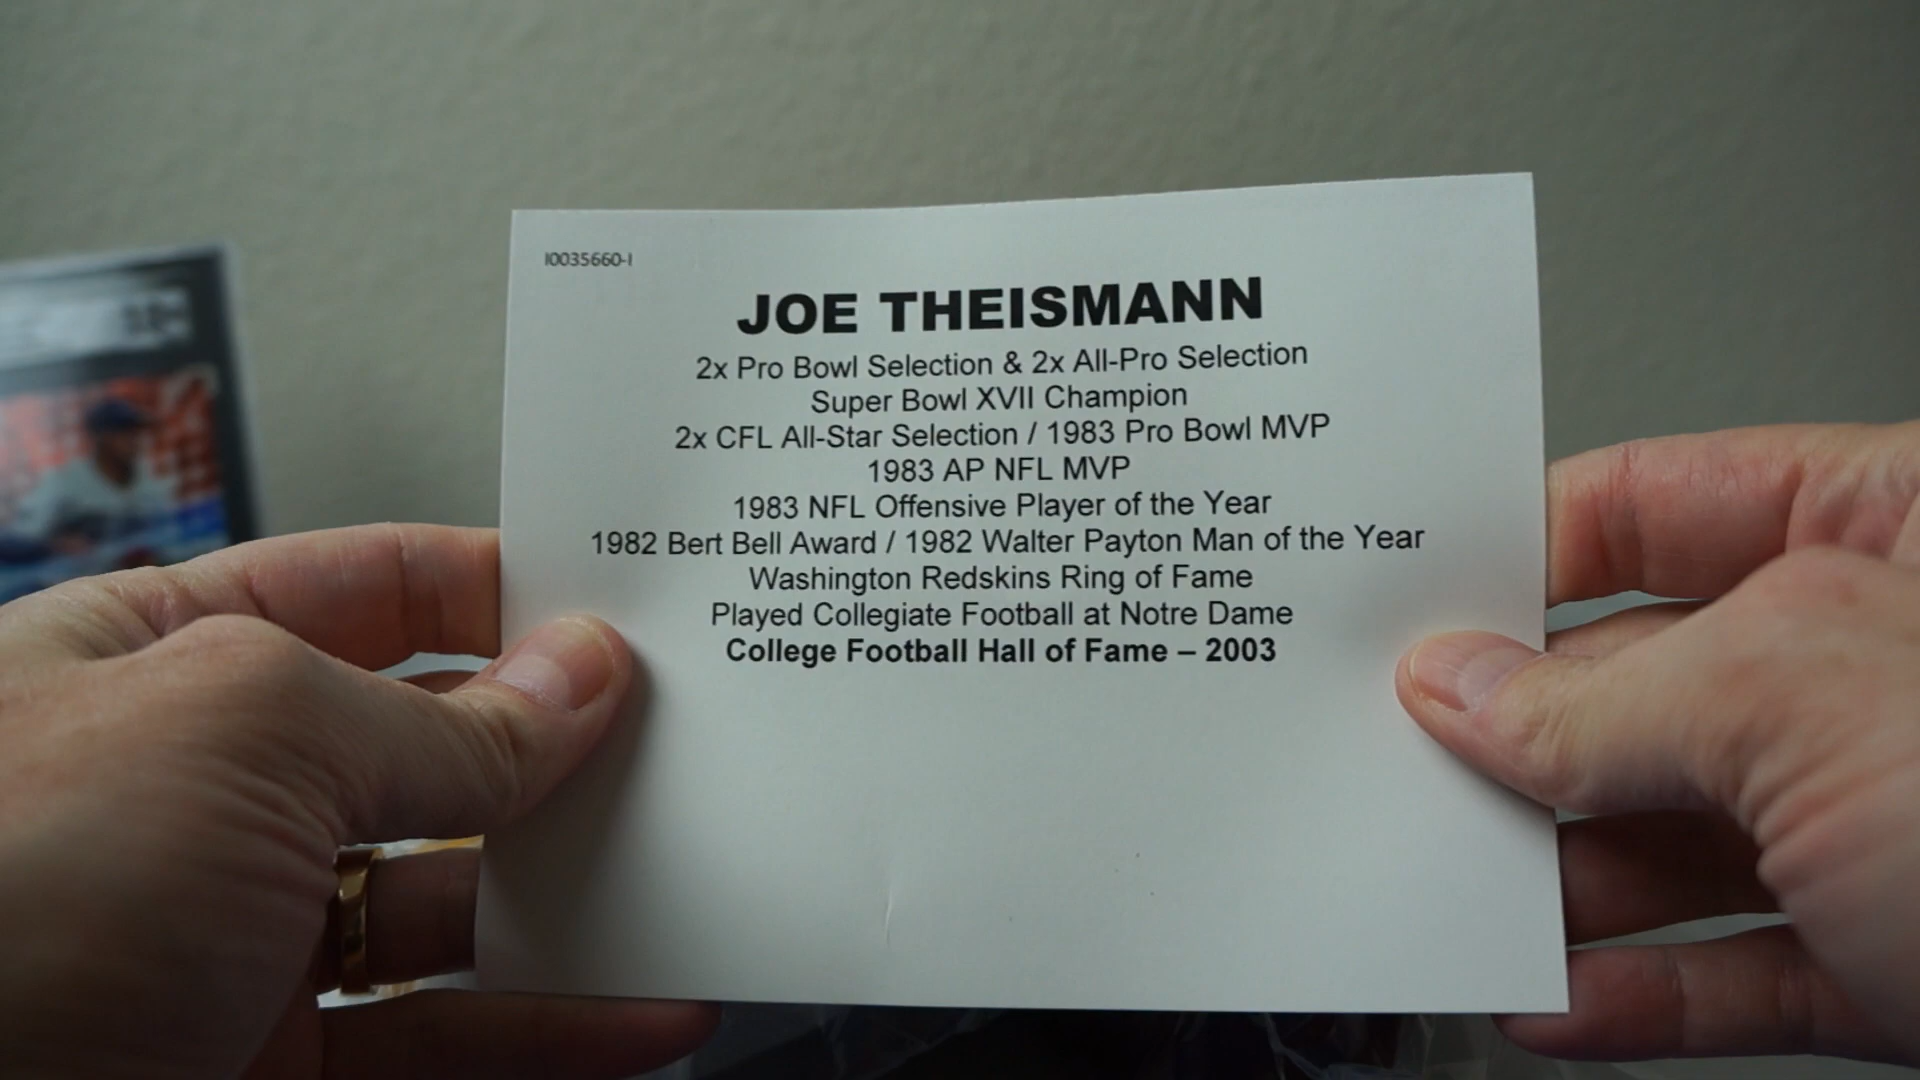 10035660-1
JOE THEISMANN
2x Pro Bowl Selection & 2x All-Pro Selection
Super Bowl XVII Champion
2x CFL All-Star Selection / 1983 Pro Bowl MVP
1983 AP NFL MVP
1983 NFL Offensive Player of the Year
1982 Bert Bell Award / 1982 Walter Payton Man of the Year
Washington Redskins Ring of Fame
Played Collegiate Football at Notre Dame
College Football Hall of Fame – 2003